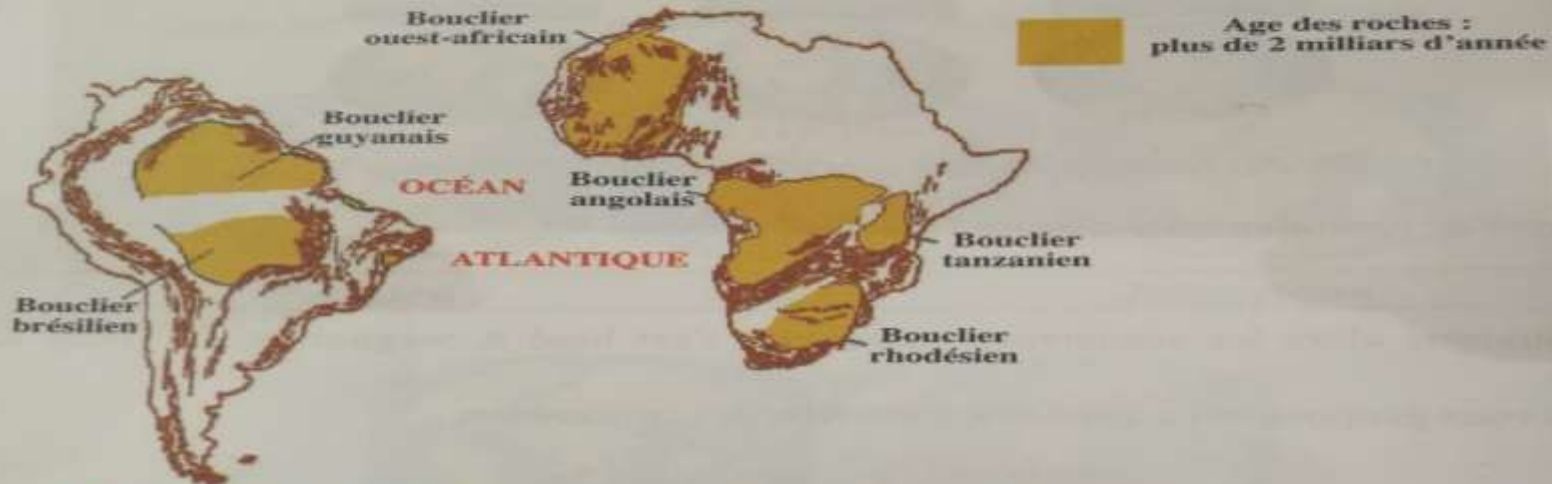 Bouclier
ouest-africain
Age des roches :
plus de 2 milliars d'année
Bouclier
guyanais
OCÉAN
Bouclier
angolais
ATLANTIQUE
Bouclier
tanzanien
Bouclier
brésilien
Bouclier
rhodésien